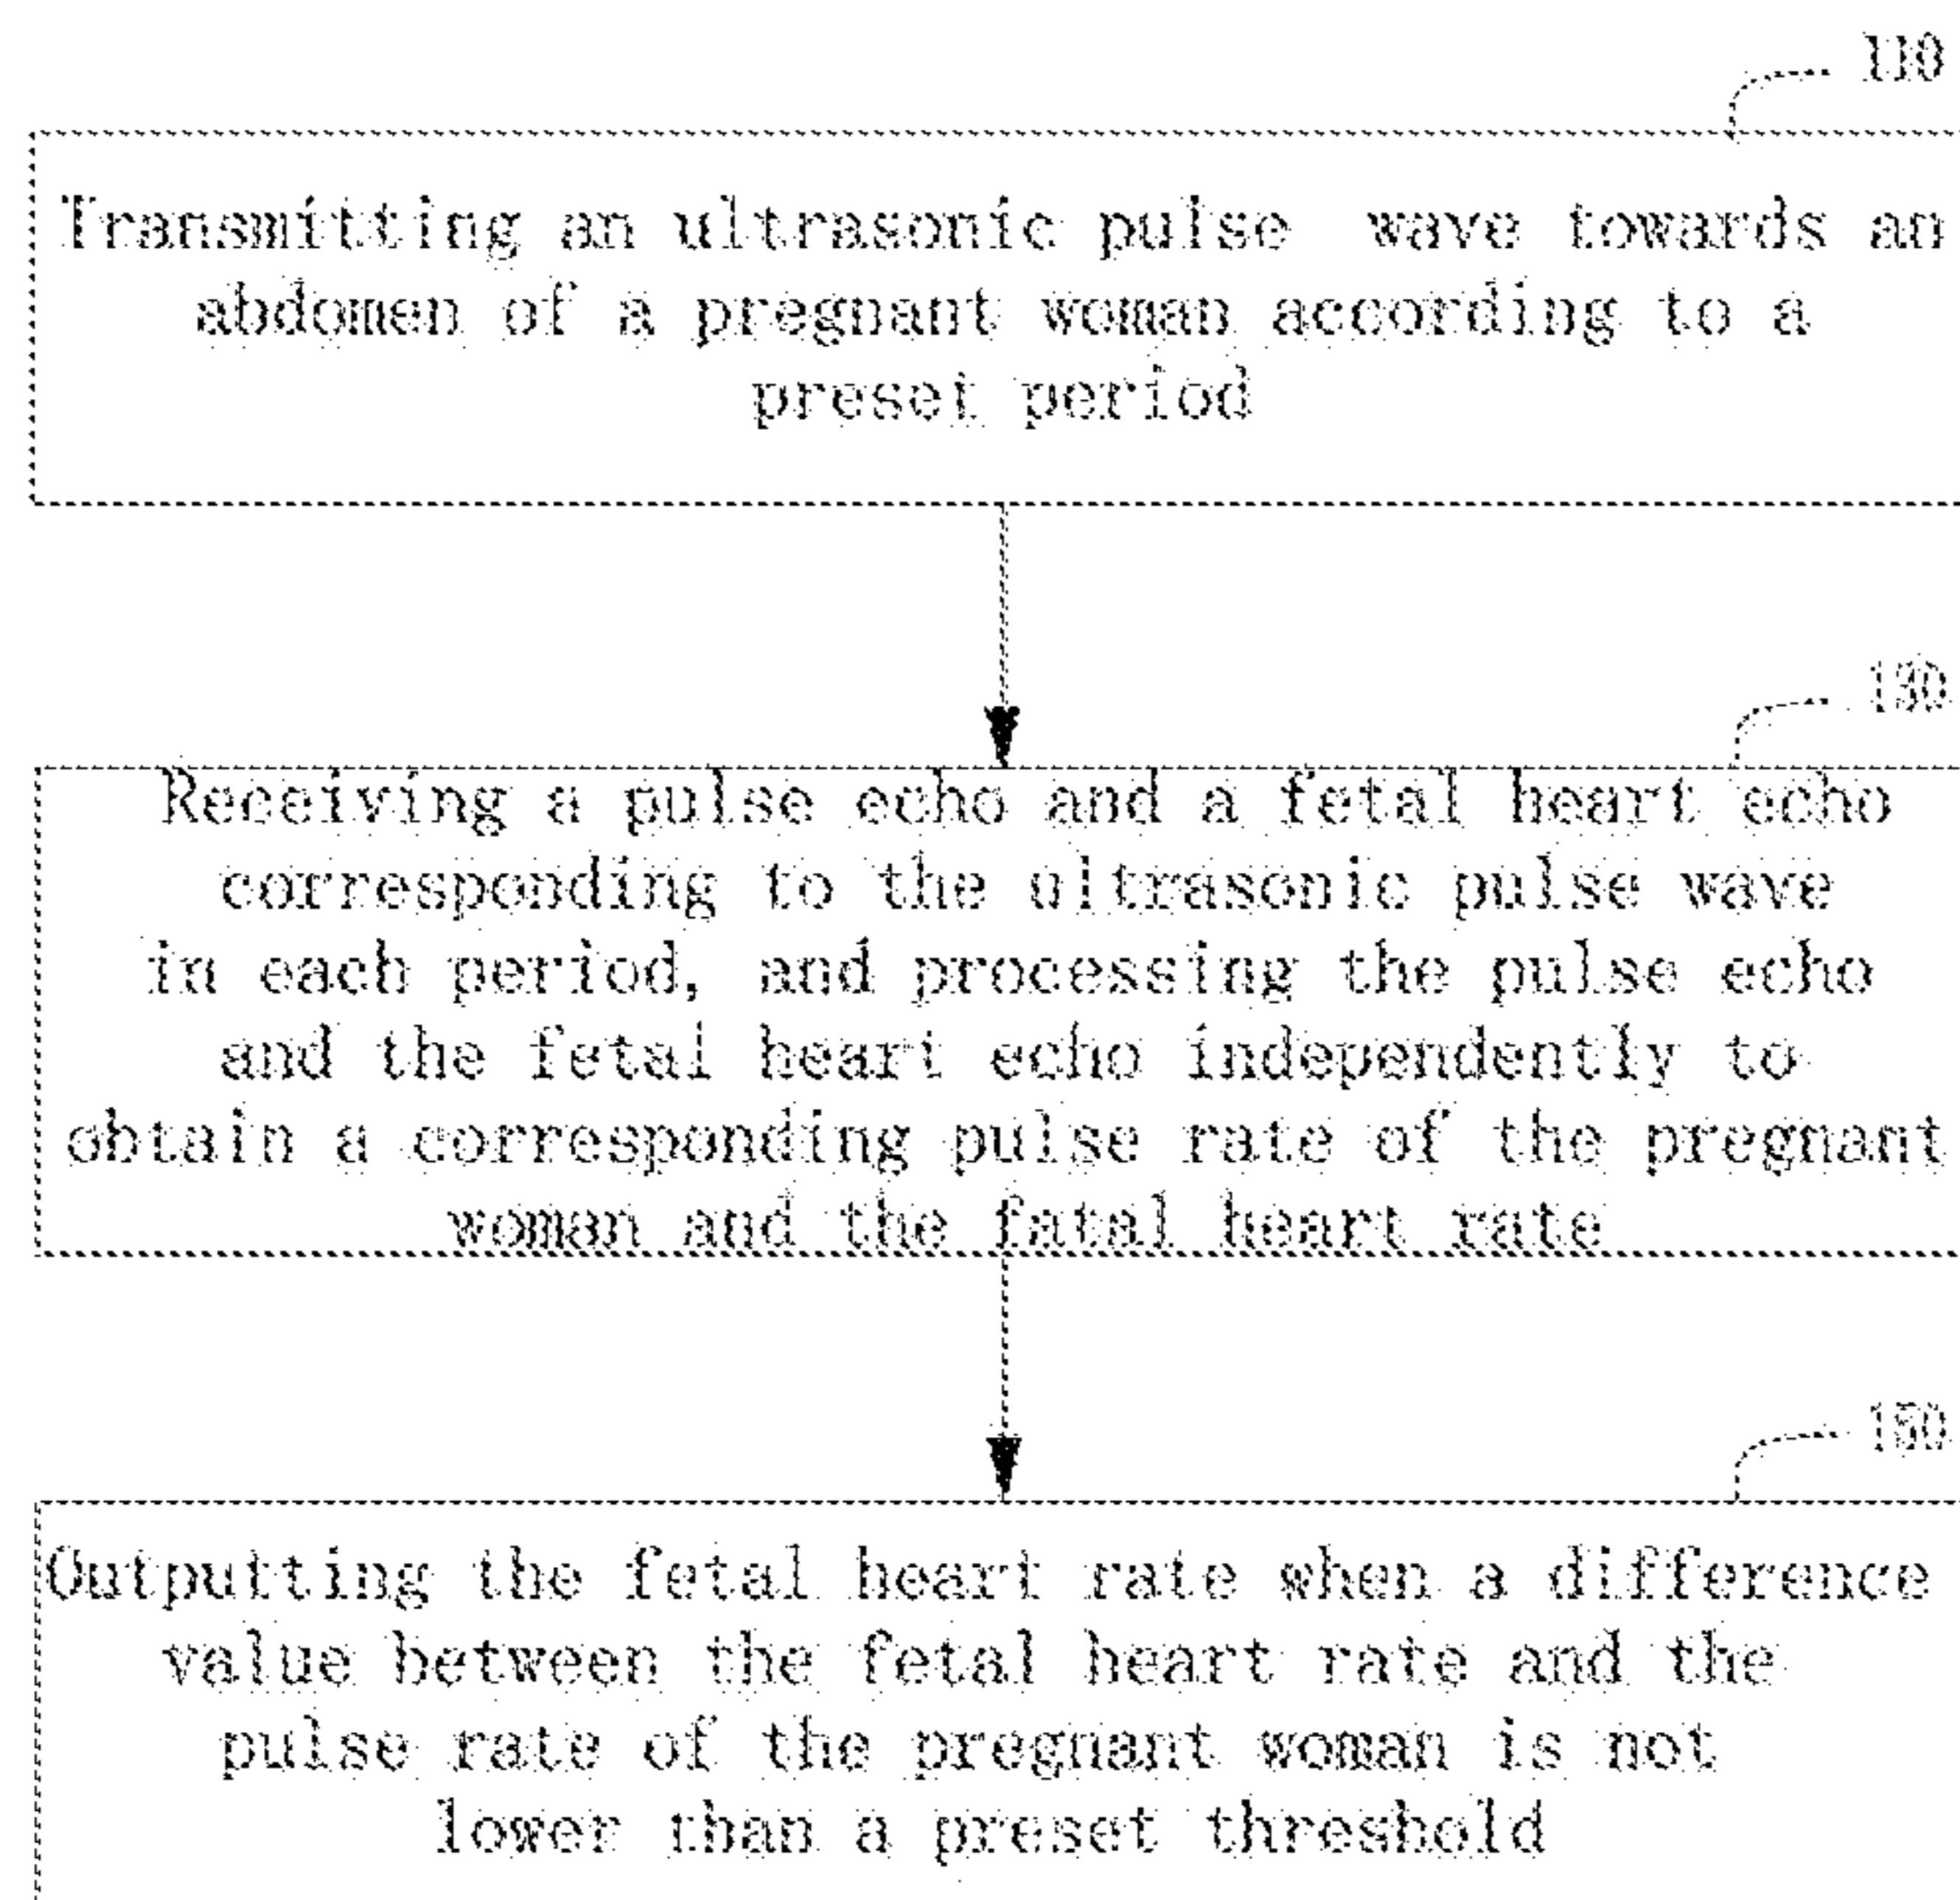 110
Transmitting an ultrasonic pulse wave towards an
abdomen of a pregnant woman according to a
preset period
130
Receiving a pulse echo and a fetal heart echo
corresponding to the ultrasonic pulse wave
in each period, and processing the pulse echo
and the fetal heart echo independently to
obtain a corresponding pulse rate of the pregnant
woman and the fatal heart rate
150
Outputting the fetal heart rate when a difference
value between the fetal heart rate and the
pulse rate of the pregnant woman is not
lower than a preset threshold